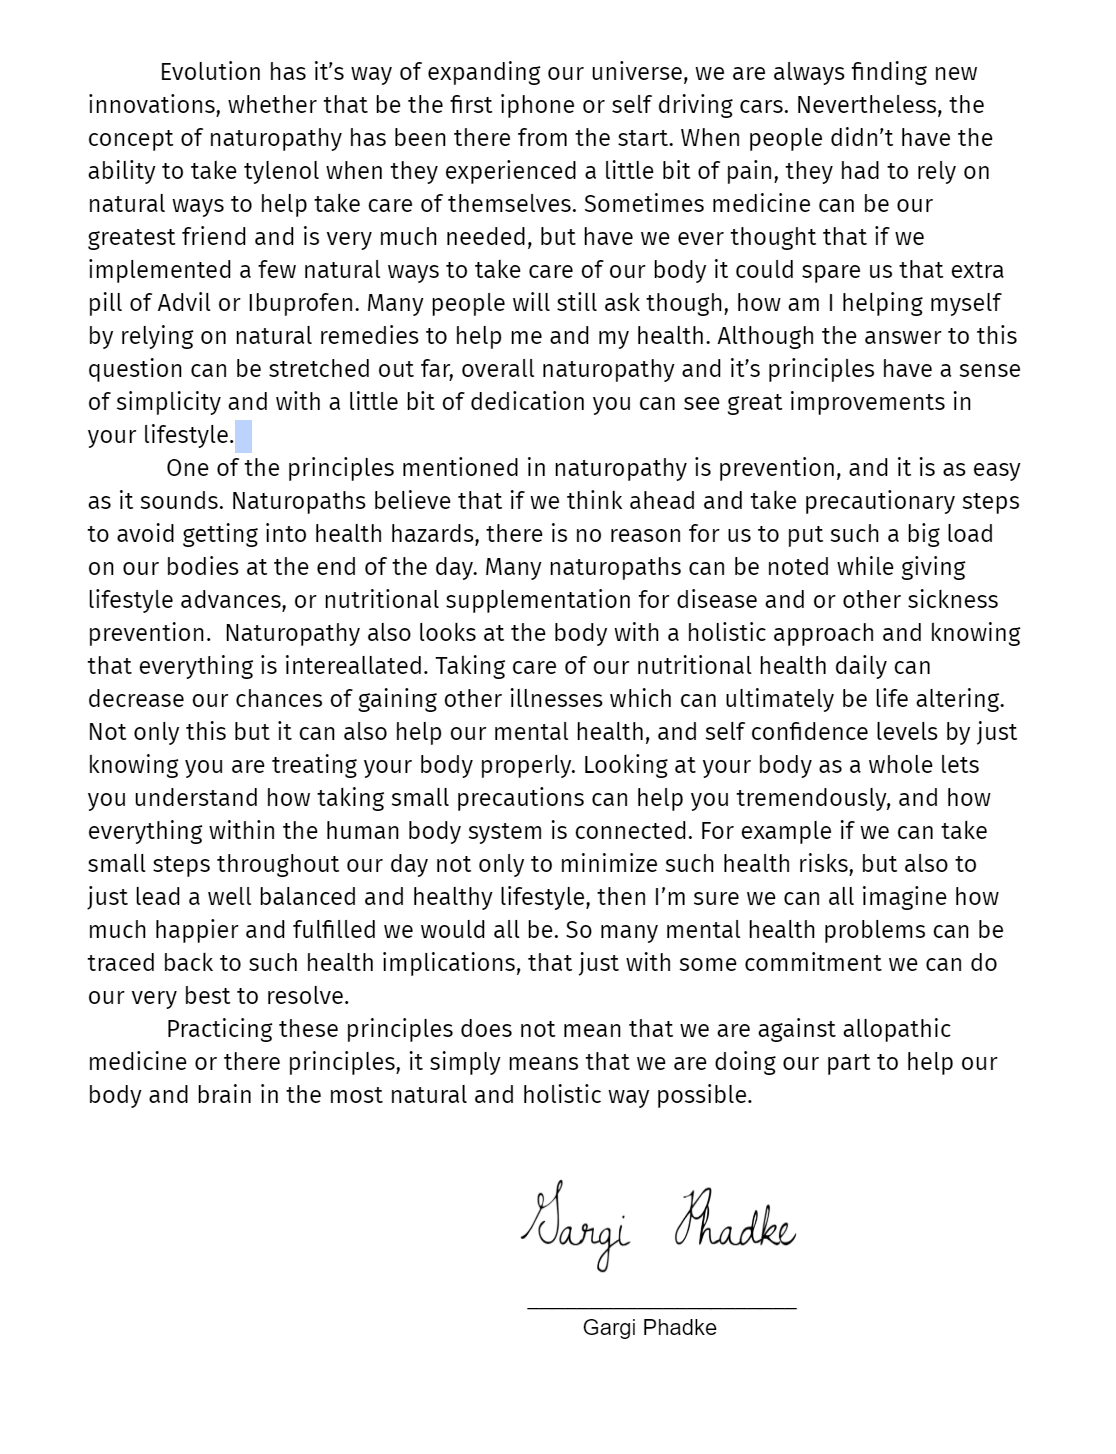 Evolution has it’s way of expanding our universe, we are always finding new
innovations, whether that be the first iphone or self driving cars. Nevertheless, the
concept of naturopathy has been there from the start. When people didn’t have the
ability to take tylenol when they experienced a little bit of pain, they had to rely on
natural ways to help take care of themselves. Sometimes medicine can be our
greatest friend and is very much needed, but have we ever thought that if we
implemented a few natural ways to take care of our body it could spare us that extra
pill of Advil or Ibuprofen. Many people will still ask though, how am I helping myself
by relying on natural remedies to help me and my health. Although the answer to this
question can be stretched out far, overall naturopathy and it’s principles have a sense
of simplicity and with a little bit of dedication you can see great improvements in
your lifestyle.
One of the principles mentioned in naturopathy is prevention, and it is as easy
as it sounds. Naturopaths believe that if we think ahead and take precautionary steps
to avoid getting into health hazards, there is no reason for us to put such a big load
on our bodies at the end of the day. Many naturopaths can be noted while giving
lifestyle advances, or nutritional supplementation for disease and or other sickness
prevention.  Naturopathy also looks at the body with a holistic approach and knowing
that everything is intereallated. Taking care of our nutritional health daily can
decrease our chances of gaining other illnesses which can ultimately be life altering.
Not only this but it can also help our mental health, and self confidence levels by just
knowing you are treating your body properly. Looking at your body as a whole lets
you understand how taking small precautions can help you tremendously, and how
everything within the human body system is connected. For example if we can take
small steps throughout our day not only to minimize such health risks, but also to
just lead a well balanced and healthy lifestyle, then I’m sure we can all imagine how
much happier and fulfilled we would all be. So many mental health problems can be
traced back to such health implications, that just with some commitment we can do
our very best to resolve.
Practicing these principles does not mean that we are against allopathic
medicine or there principles, it simply means that we are doing our part to help our
body and brain in the most natural and holistic way possible.
Gargi Phadke
Gargi Phadke